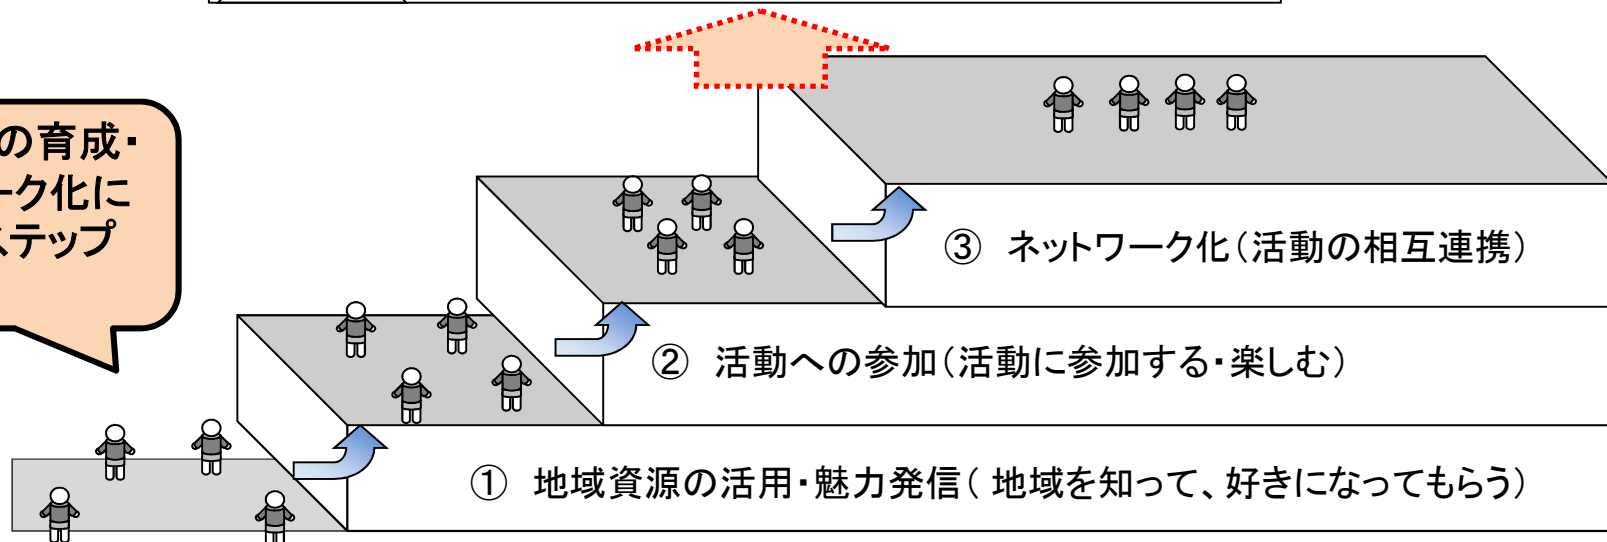 の育成・
ーク化に
ステップ
③ ネットワーク化（活動の相互連携）
② 活動への参加（活動に参加する・楽しむ）
① 地域資源の活用・魅力発信（ 地域を知って、好きになってもらう）